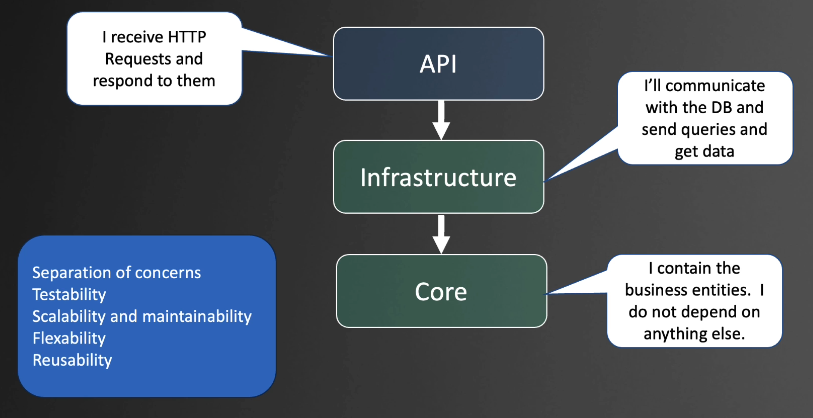 I receive HTTP
Requests and
respond to them
API
I'll communicate
with the DB and
send queries and
get data
Infrastructure
Separation of concerns
Testability
Scalability and maintainability
Flexability
Reusability
Core
I contain the
business entities. I
do not depend on
anything else.